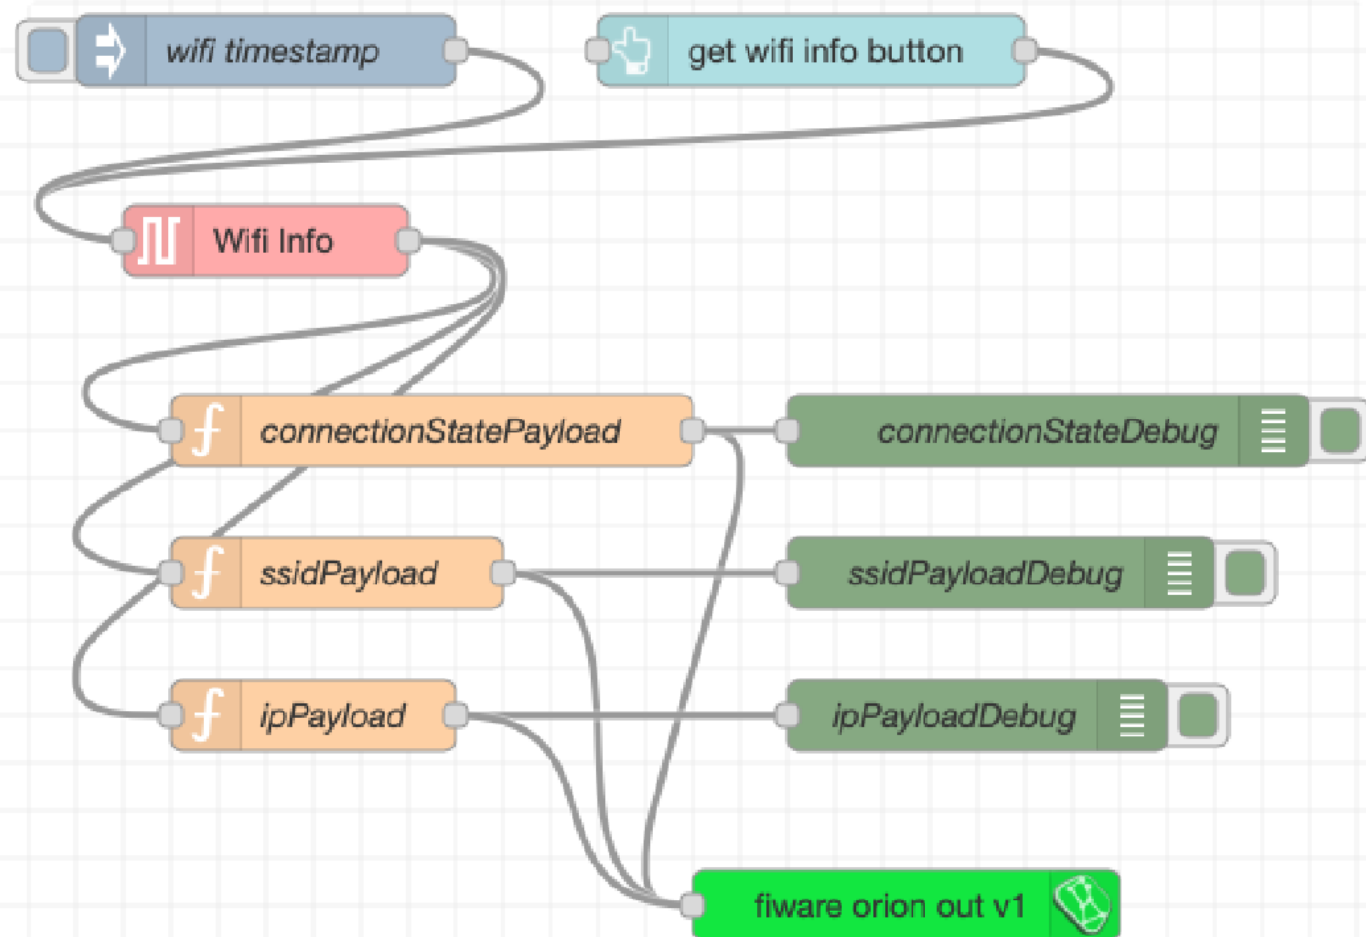 wifi timestamp
get wifi info button
Wifi Info
connectionStatePayload
connectionStateDebug
ssidPayload
ssidPayloadDebug
ipPayload
ipPayloadDebug
fiware orion out v1